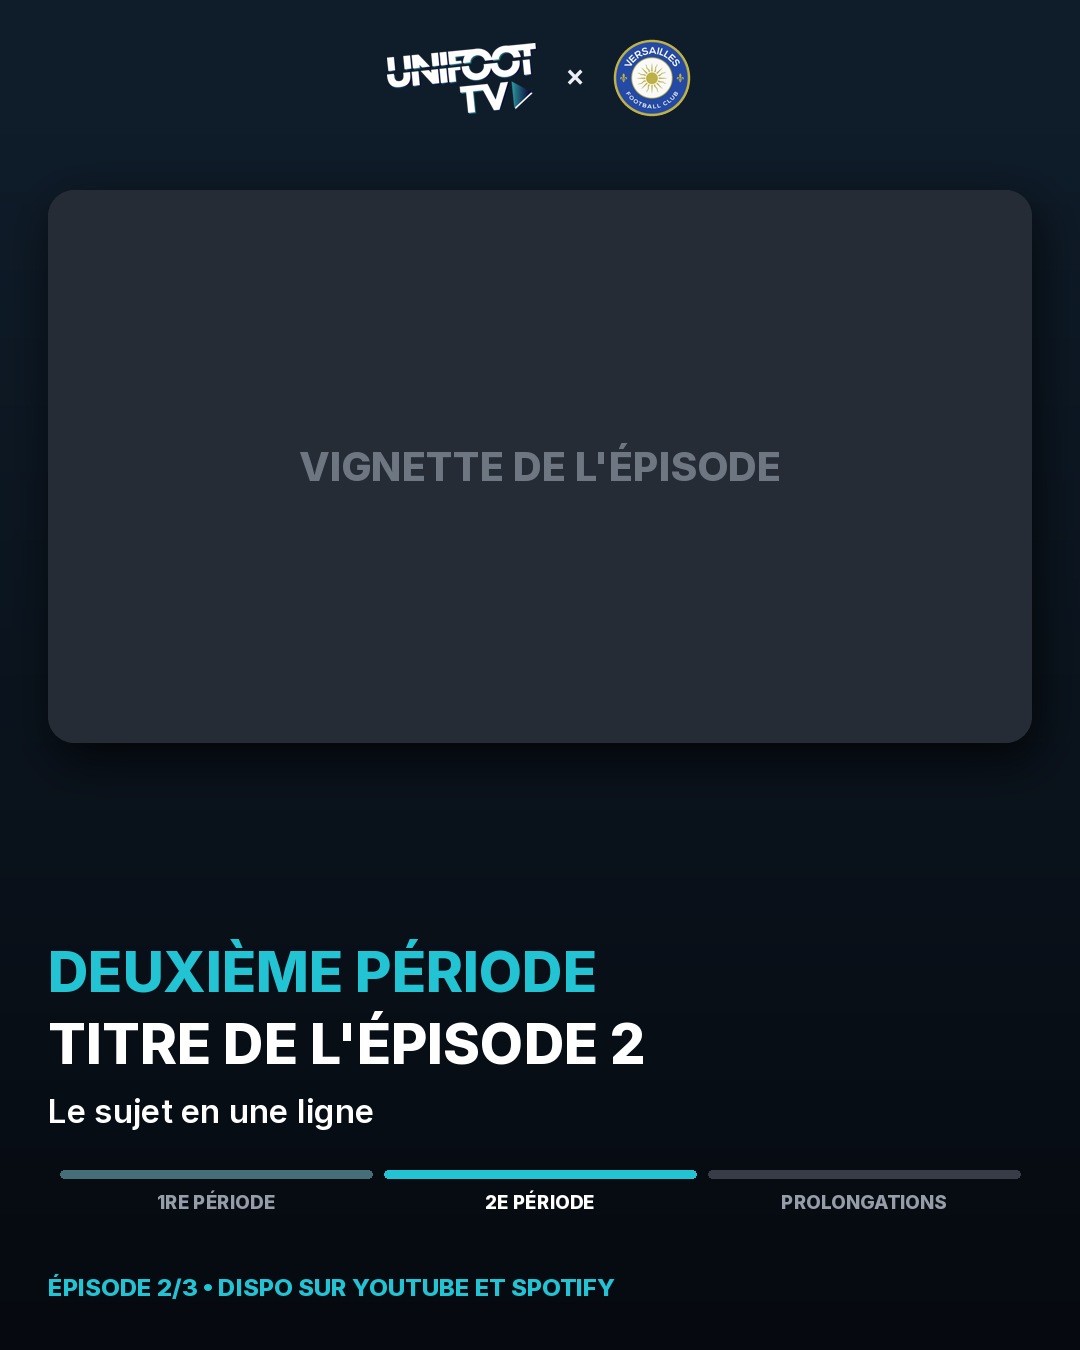 UNIFOOT
TV
×
VERSAILLES
FOOTBALL CLUB
VIGNETTE DE L'ÉPISODE
DEUXIÈME PÉRIODE
TITRE DE L'ÉPISODE 2
Le sujet en une ligne
1RE PÉRIODE
2E PÉRIODE
PROLONGATIONS
ÉPISODE 2/3 • DISPO SUR YOUTUBE ET SPOTIFY